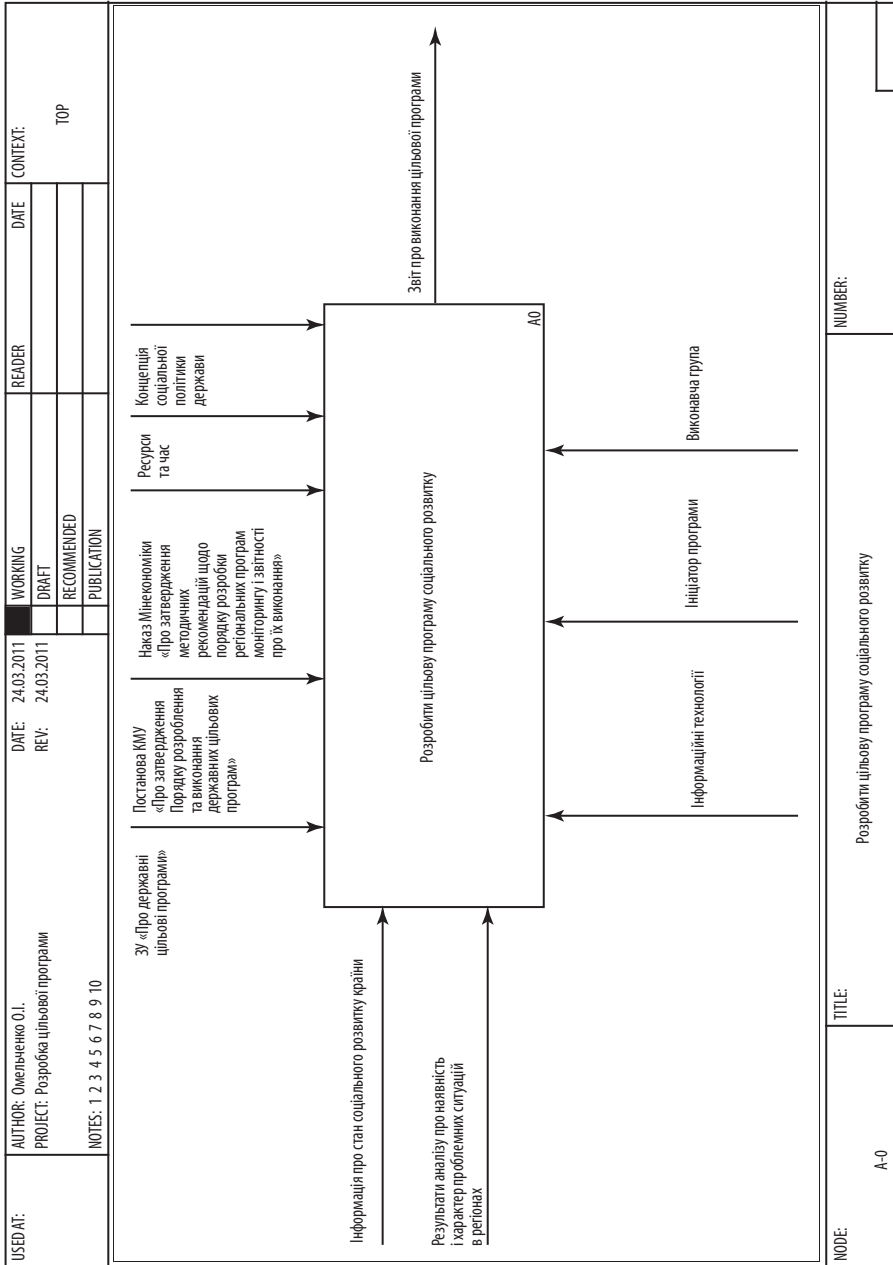 USED AT:
AUTHOR: Омельченко О.І.
PROJECT: Розробка цільової програми
NOTES: 1 2 3 4 5 6 7 8 9 10
DATE: 24.03.2011
REV: 24.03.2011
WORKING
DRAFT
RECOMMENDED
PUBLICATION
READER
DATE
CONTEXT:
TOP
ЗУ «Про державні
цільові програми»
Постанова КМУ
«Про затвердження
Порядку розроблення
та виконання
державних цільових
програм»
Наказ Мінекономіки
«Про затвердження
методичних
рекомендацій щодо
порядку розробки
регіональних програм
моніторингу і звітності
про їх виконання»
Ресурси
та час
Концепція
соціальної
політики
держави
Інформація про стан соціального розвитку країни
Результати аналізу про наявність
і характер проблемних ситуацій
в регіонах
Розробити цільову програму соціального розвитку
A0
Звіт про виконання цільової програми
Інформаційні технології
Ініціатор програми
Виконавча група
NODE:
A-0
TITLE:
Розробити цільову програму соціального розвитку
NUMBER: